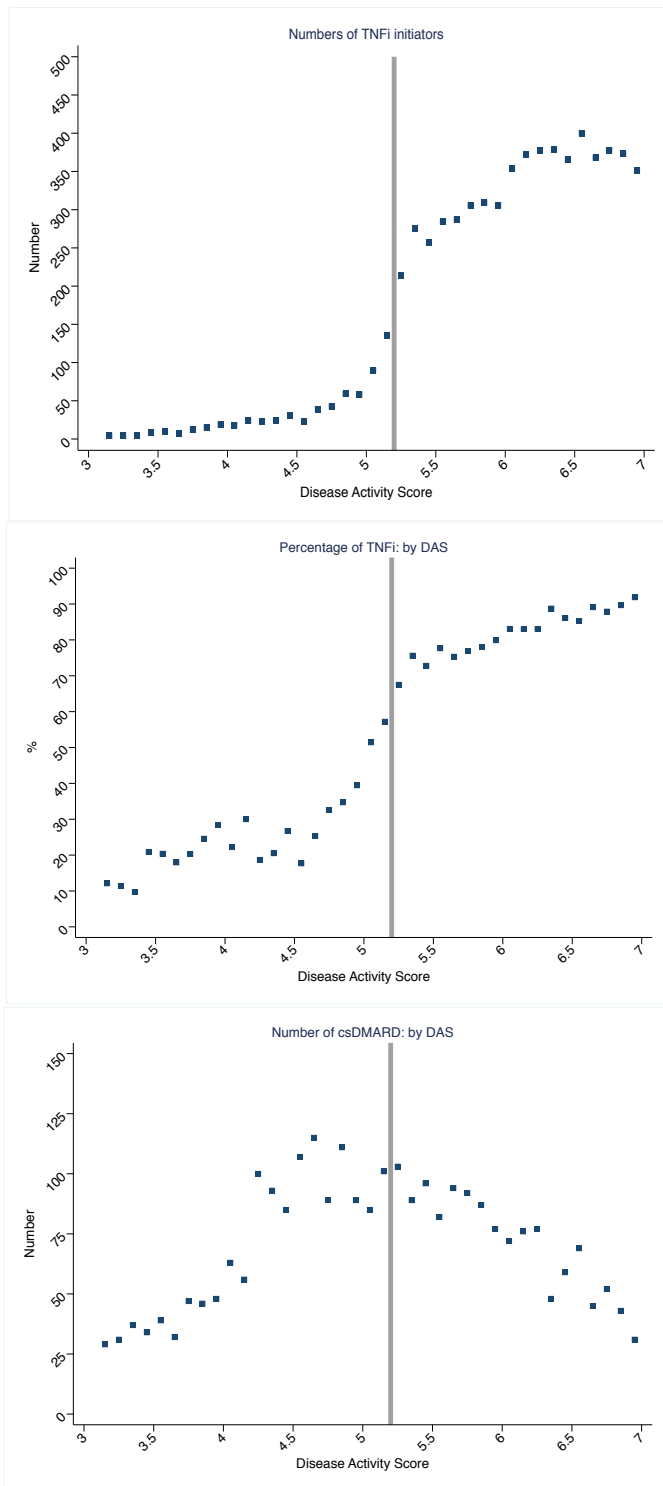 Numbers of TNFi initiators
500
450
400
350
300
250
200
150
100
50
0
Number
3 3.5 4 4.5 5 5.5 6 6.5 7
Disease Activity Score
Percentage of TNFi: by DAS
100
90
80
70
60
50
40
30
20
10
0
%
3 3.5 4 4.5 5 5.5 6 6.5 7
Disease Activity Score
Number of csDMARD: by DAS
150
125
100
75
50
25
0
Number
3 3.5 4 4.5 5 5.5 6 6.5 7
Disease Activity Score